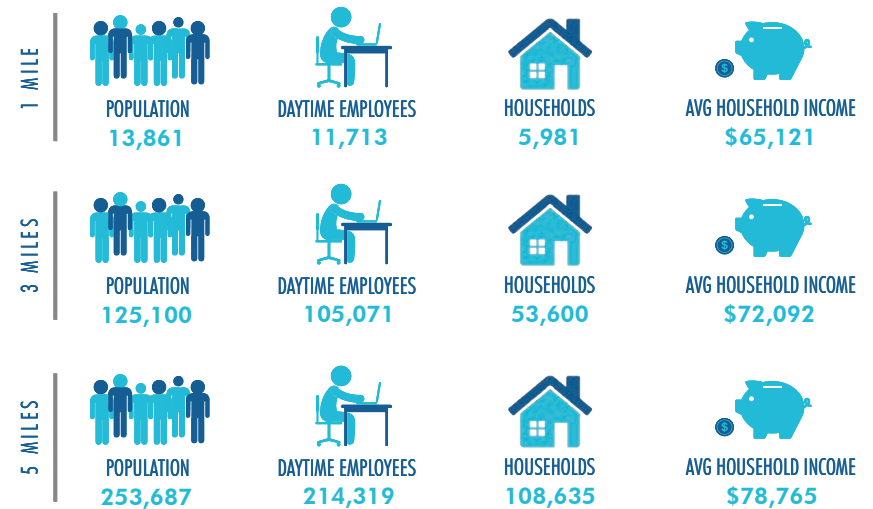 1 MILE
POPULATION
13,861
DAYTIME EMPLOYEES
11,713
HOUSEHOLDS
5,981
AVG HOUSEHOLD INCOME
$65,121
3 MILES
POPULATION
125,100
DAYTIME EMPLOYEES
105,071
HOUSEHOLDS
53,600
AVG HOUSEHOLD INCOME
$72,092
5 MILES
POPULATION
253,687
DAYTIME EMPLOYEES
214,319
HOUSEHOLDS
108,635
AVG HOUSEHOLD INCOME
$78,765